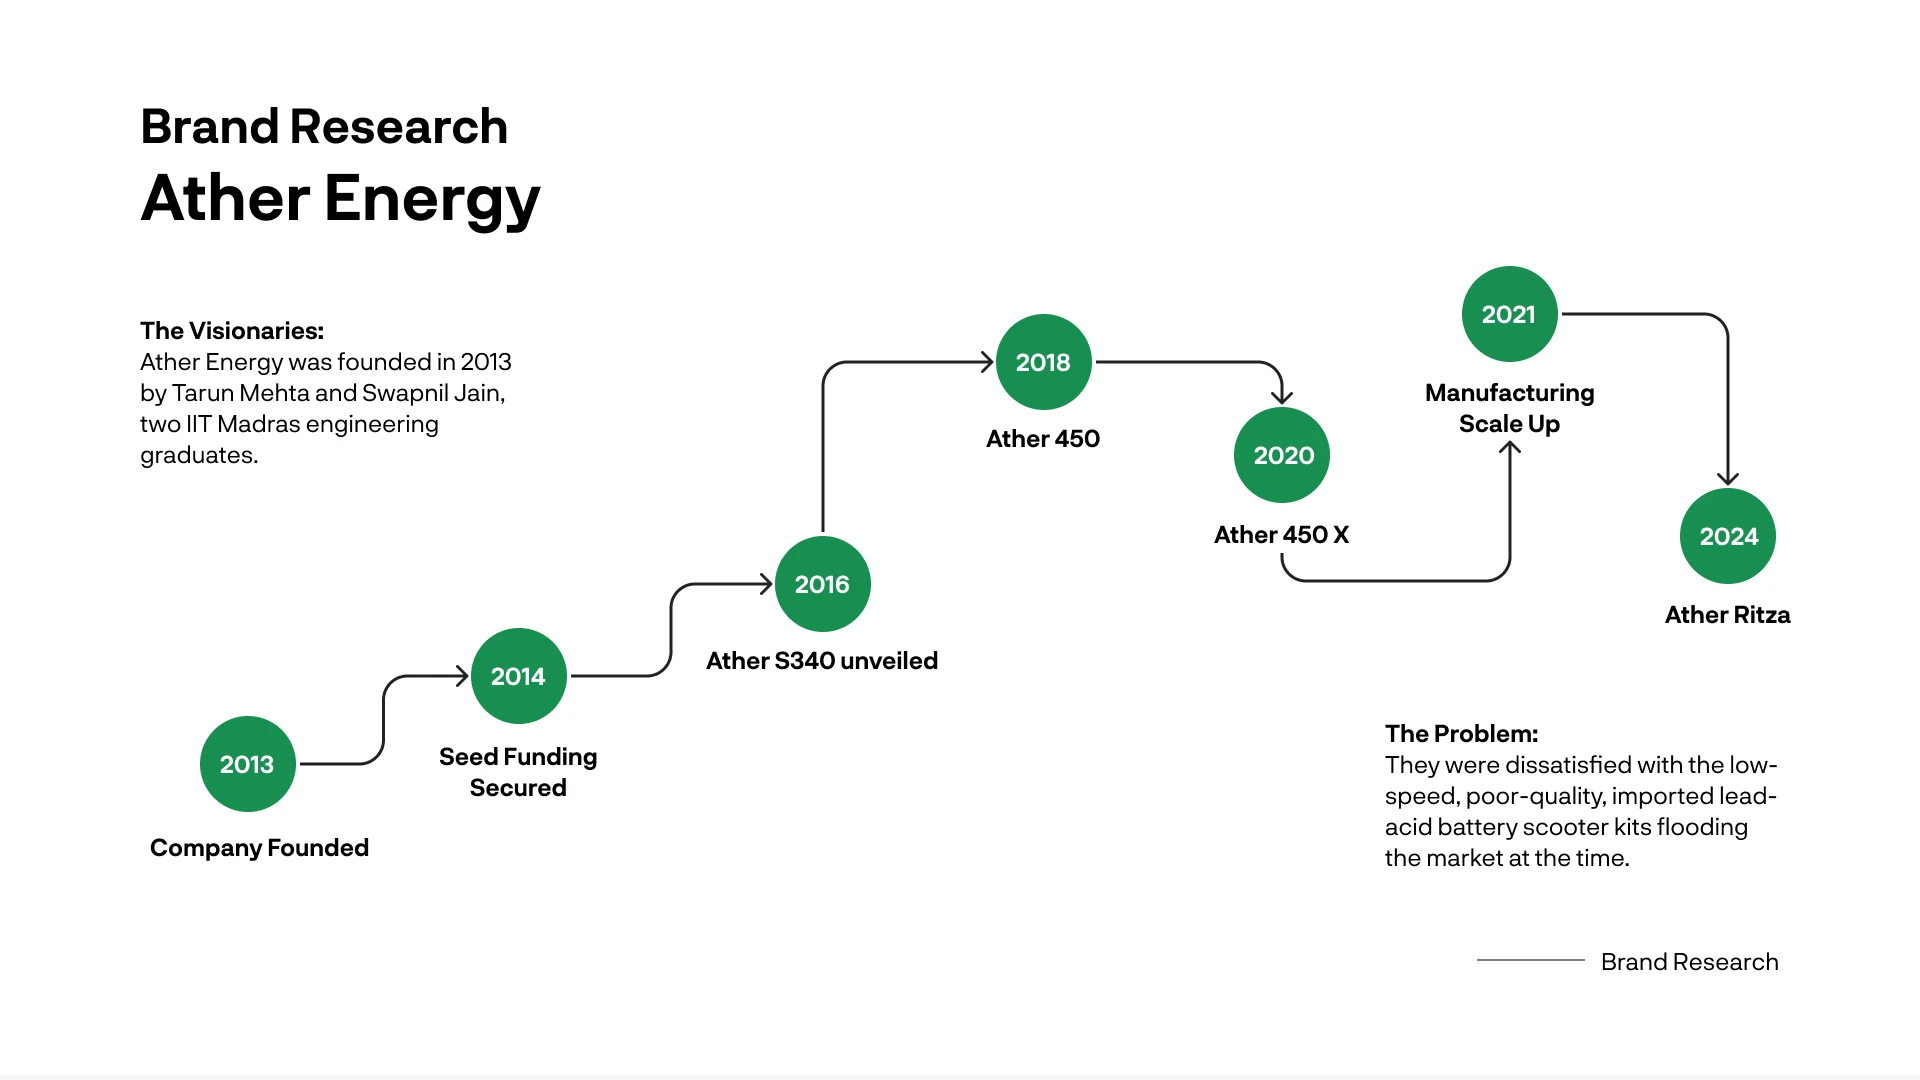 Brand Research
Ather Energy
The Visionaries:
Ather Energy was founded in 2013
by Tarun Mehta and Swapnil Jain,
two IIT Madras engineering
graduates.
2013
Company Founded
2014
Seed Funding
Secured
2016
Ather S340 unveiled
2018
Ather 450
2020
Ather 450 X
2021
Manufacturing
Scale Up
2024
Ather Ritza
The Problem:
They were dissatisfied with the low-
speed, poor-quality, imported lead-
acid battery scooter kits flooding
the market at the time.
Brand Research